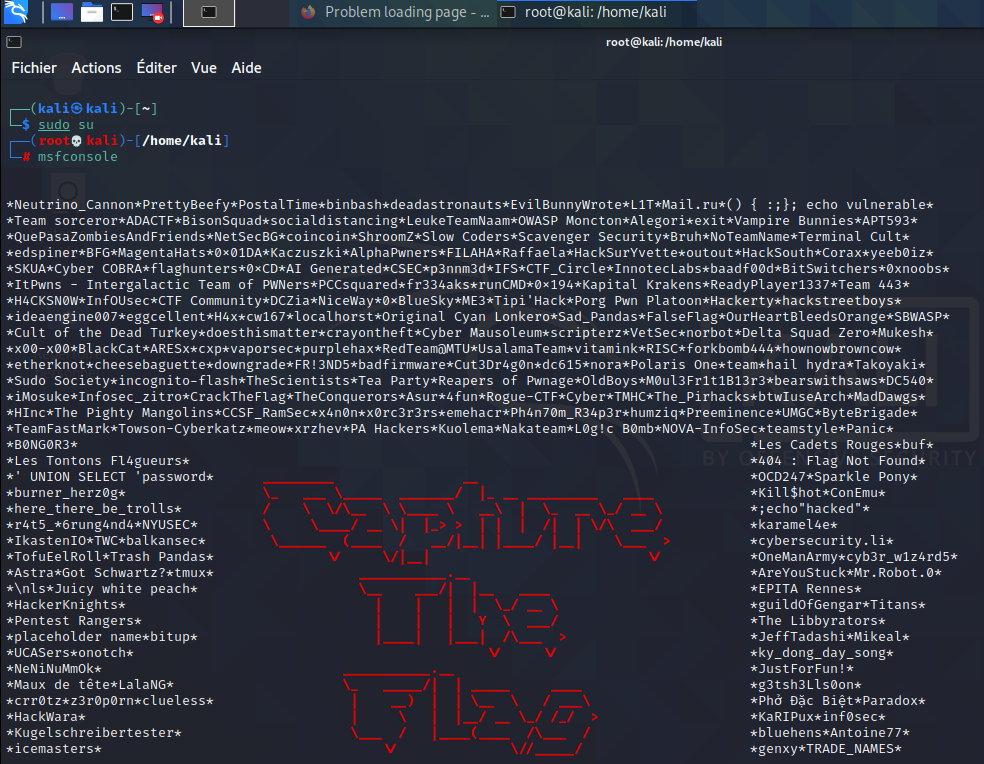 Problem loading page - ...
root@kali: /home/kali
root@kali: /home/kali
Fichier Actions Éditer Vue Aide
(kali㉿kali)-[~]
$ sudo su
(root💀kali)-[/home/kali]
# msfconsole
*Neutrino_Cannon*PrettyBeefy*PostalTime*binbash*deadastronauts*EvilBunnyWrote*L1T*Mail.ru*() { :;}; echo vulnerable*
*Team sorceror*ADACTF*BisonSquad*socialdistancing*LeukeTeamNaam*OWASP Moncton*Alegori*exit*Vampire Bunnies*APT593*
*QuePasaZombiesAndFriends*NetSecBG*coincoin*ShroomZ*Slow Coders*Scavenger Security*Bruh*NoTeamName*Terminal Cult*
*edspiner*BFG*MagentaHats*0×01DA*Kaczuszki*AlphaPwners*FILAHA*Raffaela*HackSurYvette*outout*HackSouth*Corax*yeeb0iz*
*SKUA*Cyber COBRA*flaghunters*0×CD*AI Generated*CSEC*p3nnm3d*IFS*CTF_Circle*InnotecLabs*baadf00d*BitSwitchers*0xnoobs*
*ItPwns - Intergalactic Team of PWNers*PCCsquared*fr334aks*runCMD*0×194*Kapital Krakens*ReadyPlayer1337*Team 443*
*H4CKSN0W*InfOUsec*CTF Community*DCZia*NiceWay*0×BlueSky*ME3*Tipi'Hack*Porg Pwn Platoon*Hackerty*hackstreetboys*
*ideaengine007*eggcellent*H4x*cw167*localhorst*Original Cyan Lonkero*Sad_Pandas*FalseFlag*OurHeartBleedsOrange*SBWASP*
*Cult of the Dead Turkey*doesthismatter*crayontheft*Cyber Mausoleum*scripterz*VetSec*norbot*Delta Squad Zero*Mukesh*
*x00-x00*BlackCat*ARESx*cxp*vaporsec*purplehax*RedTeam@MTU*UsalamaTeam*vitamink*RISC*forkbomb444*hownowbrowncow*
*etherknot*cheesebaguette*downgrade*FR!3ND5*badfirmware*Cut3Dr4g0n*dc615*nora*Polaris One*team*hail hydra*Takoyaki*
*Sudo Society*incognito-flash*TheScientists*Tea Party*Reapers of Pwnage*OldBoys*M0ul3Fr1t1B13r3*bearswithsaws*DC540*
*iMosuke*Infosec_zitro*CrackTheFlag*TheConquerors*Asur*4fun*Rogue-CTF*Cyber*TMHC*The_Pirhacks*btwIuseArch*MadDawgs*
*HInc*The Pighty Mangolins*CCSF_RamSec*x4n0n*x0rc3r3rs*emehacr*Ph4n70m_R34p3r*humziq*Preeminence*UMGC*ByteBrigade*
*TeamFastMark*Towson-Cyberkatz*meow*xrzhev*PA Hackers*Kuolema*Nakateam*L0g!c B0mb*NOVA-InfoSec*teamstyle*Panic*
*B0NG0R3* *Les Cadets Rouges*buf*
*Les Tontons Fl4gueurs* *404 : Flag Not Found*
*' UNION SELECT 'password* *OCD247*Sparkle Pony*
*burner_herz0g* *Kill$hot*ConEmu*
*here_there_be_trolls* *;echo"hacked"*
*r4t5_*6rung4nd4*NYUSEC* *karamel4e*
*IkastenIO*TWC*balkansec* *cybersecurity.li*
*TofuEelRoll*Trash Pandas* *OneManArmy*cyb3r_w1z4rd5*
*Astra*Got Schwartz?*tmux* *AreYouStuck*Mr.Robot.0*
*\nls*Juicy white peach* *EPITA Rennes*
*HackerKnights* *guildOfGengar*Titans*
*Pentest Rangers* *The Libbyrators*
*placeholder name*bitup* *JeffTadashi*Mikeal*
*UCASers*onotch* *ky_dong_day_song*
*NeNiNuMmOk* *JustForFun!*
*Maux de tête*LalaNG* *g3tsh3Lls0on*
*crr0tz*z3r0p0rn*clueless* *Phở Đặc Biệt*Paradox*
*HackWara* *KaRIPux*inf0sec*
*Kugelschreibertester* *bluehens*Antoine77*
*icemasters* *genxy*TRADE_NAMES*
Capture
The
Flag